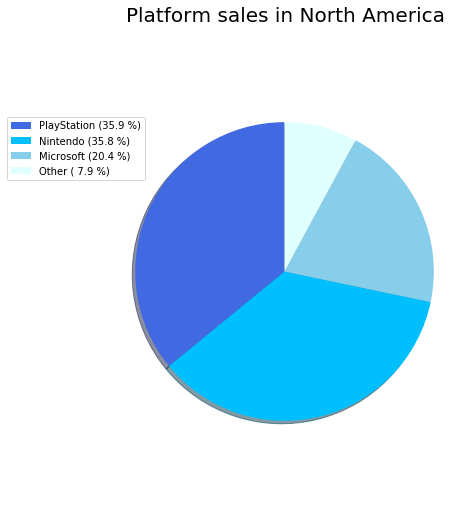 Platform sales in North America
PlayStation (35.9 %)
Nintendo (35.8 %)
Microsoft (20.4 %)
Other ( 7.9 %)